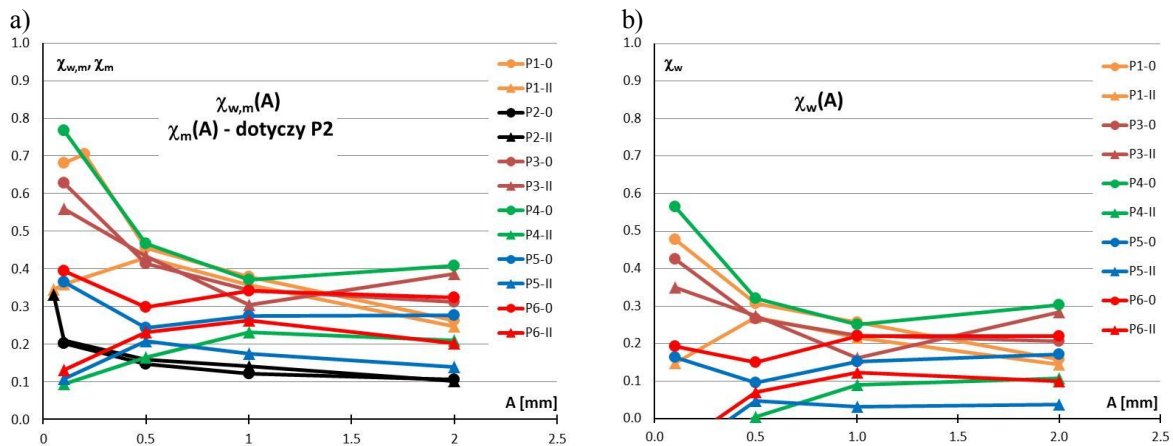 a)
1.0
0.9
0.8
0.7
0.6
0.5
0.4
0.3
0.2
0.1
0.0
0
0.5
1
1.5
2
2.5
χw,m, χm
χw,m(A)
χm(A) - dotyczy P2
A [mm]
P1-0
P1-II
P2-0
P2-II
P3-0
P3-II
P4-0
P4-II
P5-0
P5-II
P6-0
P6-II
b)
1.0
0.9
0.8
0.7
0.6
0.5
0.4
0.3
0.2
0.1
0.0
0.0
0.5
1.0
1.5
2.0
2.5
χw
χw(A)
A [mm]
P1-0
P1-II
P3-0
P3-II
P4-0
P4-II
P5-0
P5-II
P6-0
P6-II